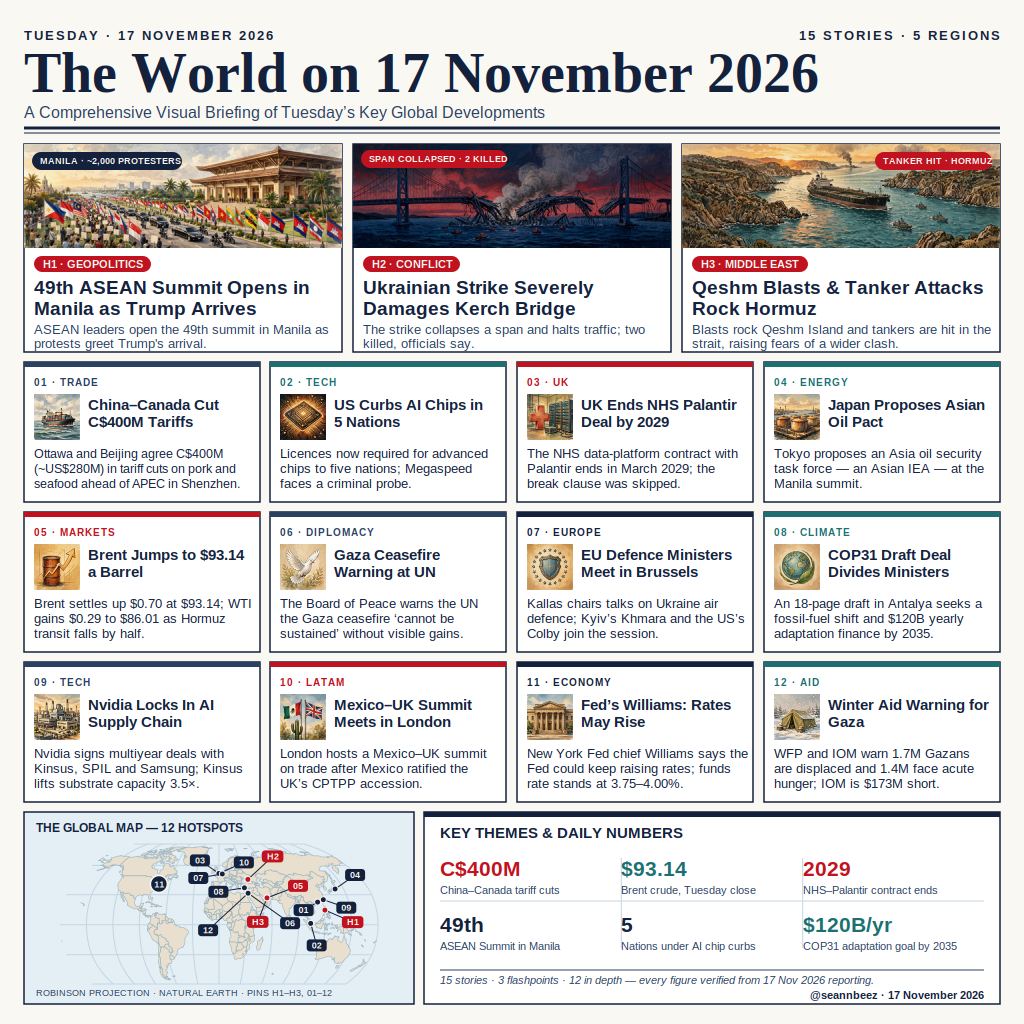 TUESDAY · 17 NOVEMBER 2026
15 STORIES · 5 REGIONS
The World on 17 November 2026
A Comprehensive Visual Briefing of Tuesday’s Key Global Developments
MANILA · ~2,000 PROTESTERS
H1 · GEOPOLITICS
49th ASEAN Summit Opens in
Manila as Trump Arrives
ASEAN leaders open the 49th summit in Manila as
protests greet Trump's arrival.
SPAN COLLAPSED · 2 KILLED
H2 · CONFLICT
Ukrainian Strike Severely
Damages Kerch Bridge
The strike collapses a span and halts traffic; two
killed, officials say.
TANKER HIT · HORMUZ
H3 · MIDDLE EAST
Qeshm Blasts & Tanker Attacks
Rock Hormuz
Blasts rock Qeshm Island and tankers are hit in the
strait, raising fears of a wider clash.
01 · TRADE
China–Canada Cut
C$400M Tariffs
Ottawa and Beijing agree C$400M
(~US$280M) in tariff cuts on pork and
seafood ahead of APEC in Shenzhen.
02 · TECH
US Curbs AI Chips in
5 Nations
Licences now required for advanced
chips to five nations; Megaspeed
faces a criminal probe.
03 · UK
UK Ends NHS Palantir
Deal by 2029
The NHS data-platform contract with
Palantir ends in March 2029; the
break clause was skipped.
04 · ENERGY
Japan Proposes Asian
Oil Pact
Tokyo proposes an Asia oil security
task force — an Asian IEA — at the
Manila summit.
05 · MARKETS
Brent Jumps to $93.14
a Barrel
Brent settles up $0.70 at $93.14; WTI
gains $0.29 to $86.01 as Hormuz
transit falls by half.
06 · DIPLOMACY
Gaza Ceasefire
Warning at UN
The Board of Peace warns the UN
the Gaza ceasefire ‘cannot be
sustained’ without visible gains.
07 · EUROPE
EU Defence Ministers
Meet in Brussels
Kallas chairs talks on Ukraine air
defence; Kyiv’s Khmara and the US’s
Colby join the session.
08 · CLIMATE
COP31 Draft Deal
Divides Ministers
An 18-page draft in Antalya seeks a
fossil-fuel shift and $120B yearly
adaptation finance by 2035.
09 · TECH
Nvidia Locks In AI
Supply Chain
Nvidia signs multiyear deals with
Kinsus, SPIL and Samsung; Kinsus
lifts substrate capacity 3.5×.
10 · LATAM
Mexico–UK Summit
Meets in London
London hosts a Mexico–UK summit
on trade after Mexico ratified the
UK’s CPTPP accession.
11 · ECONOMY
Fed’s Williams: Rates
May Rise
New York Fed chief Williams says the
Fed could keep raising rates; funds
rate stands at 3.75–4.00%.
12 · AID
Winter Aid Warning for
Gaza
WFP and IOM warn 1.7M Gazans
are displaced and 1.4M face acute
hunger; IOM is $173M short.
THE GLOBAL MAP — 12 HOTSPOTS
03
10
H2
07
11
08
05
04
01
09
12
H3
06
H1
02
ROBINSON PROJECTION · NATURAL EARTH · PINS H1–H3, 01–12
KEY THEMES & DAILY NUMBERS
C$400M
China–Canada tariff cuts
$93.14
Brent crude, Tuesday close
2029
NHS–Palantir contract ends
49th
ASEAN Summit in Manila
5
Nations under AI chip curbs
$120B/yr
COP31 adaptation goal by 2035
15 stories · 3 flashpoints · 12 in depth — every figure verified from 17 Nov 2026 reporting.
@seannbeez · 17 November 2026